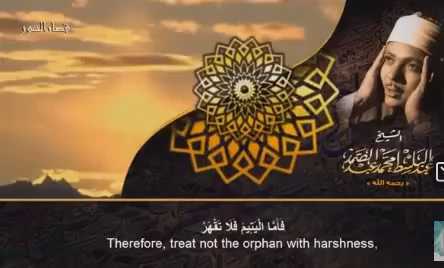 قصار السور
الشيخ
عبد الباسط محمد عبد الصمد
رحمه الله
فَأَمَّا الْيَتِيمَ فَلَا تَقْهَرْ
Therefore, treat not the orphan with harshness,